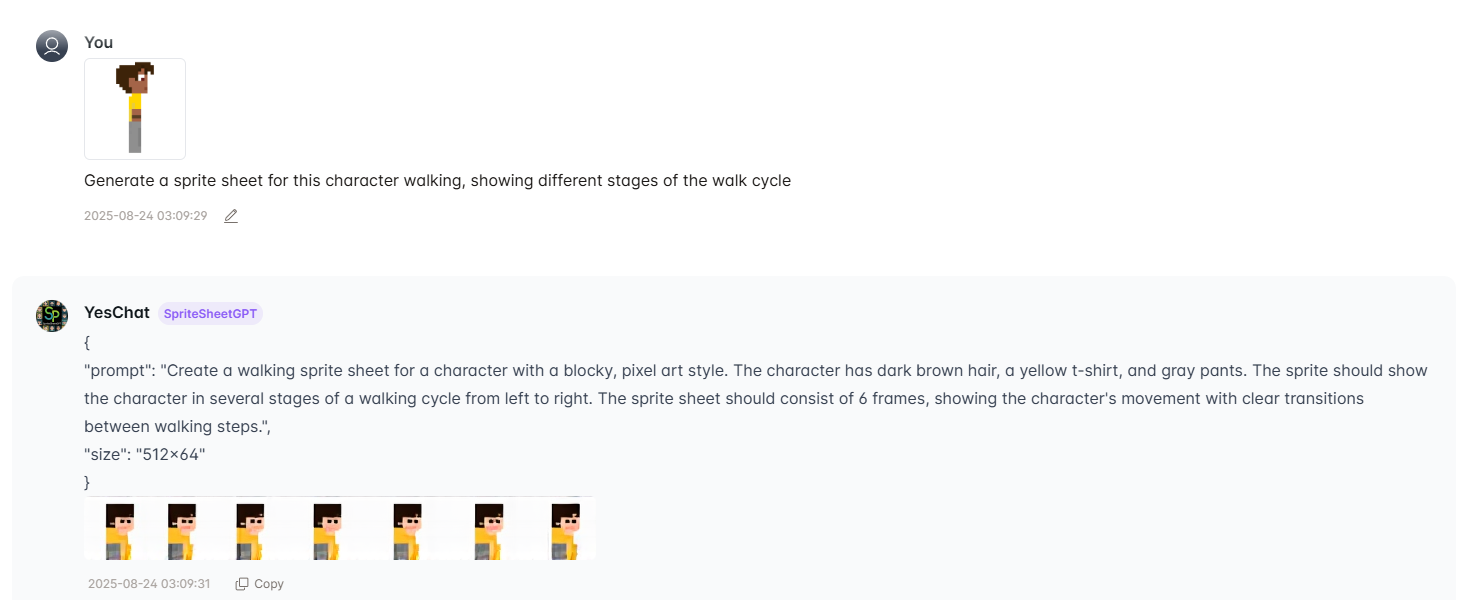 You
Generate a sprite sheet for this character walking, showing different stages of the walk cycle
2025-08-24 03:09:29
Sp
YesChat SpriteSheetGPT
{
"prompt": "Create a walking sprite sheet for a character with a blocky, pixel art style. The character has dark brown hair, a yellow t-shirt, and gray pants. The sprite should show
the character in several stages of a walking cycle from left to right. The sprite sheet should consist of 6 frames, showing the character's movement with clear transitions
between walking steps.",
"size": "512x64"
}
2025-08-24 03:09:31 Copy